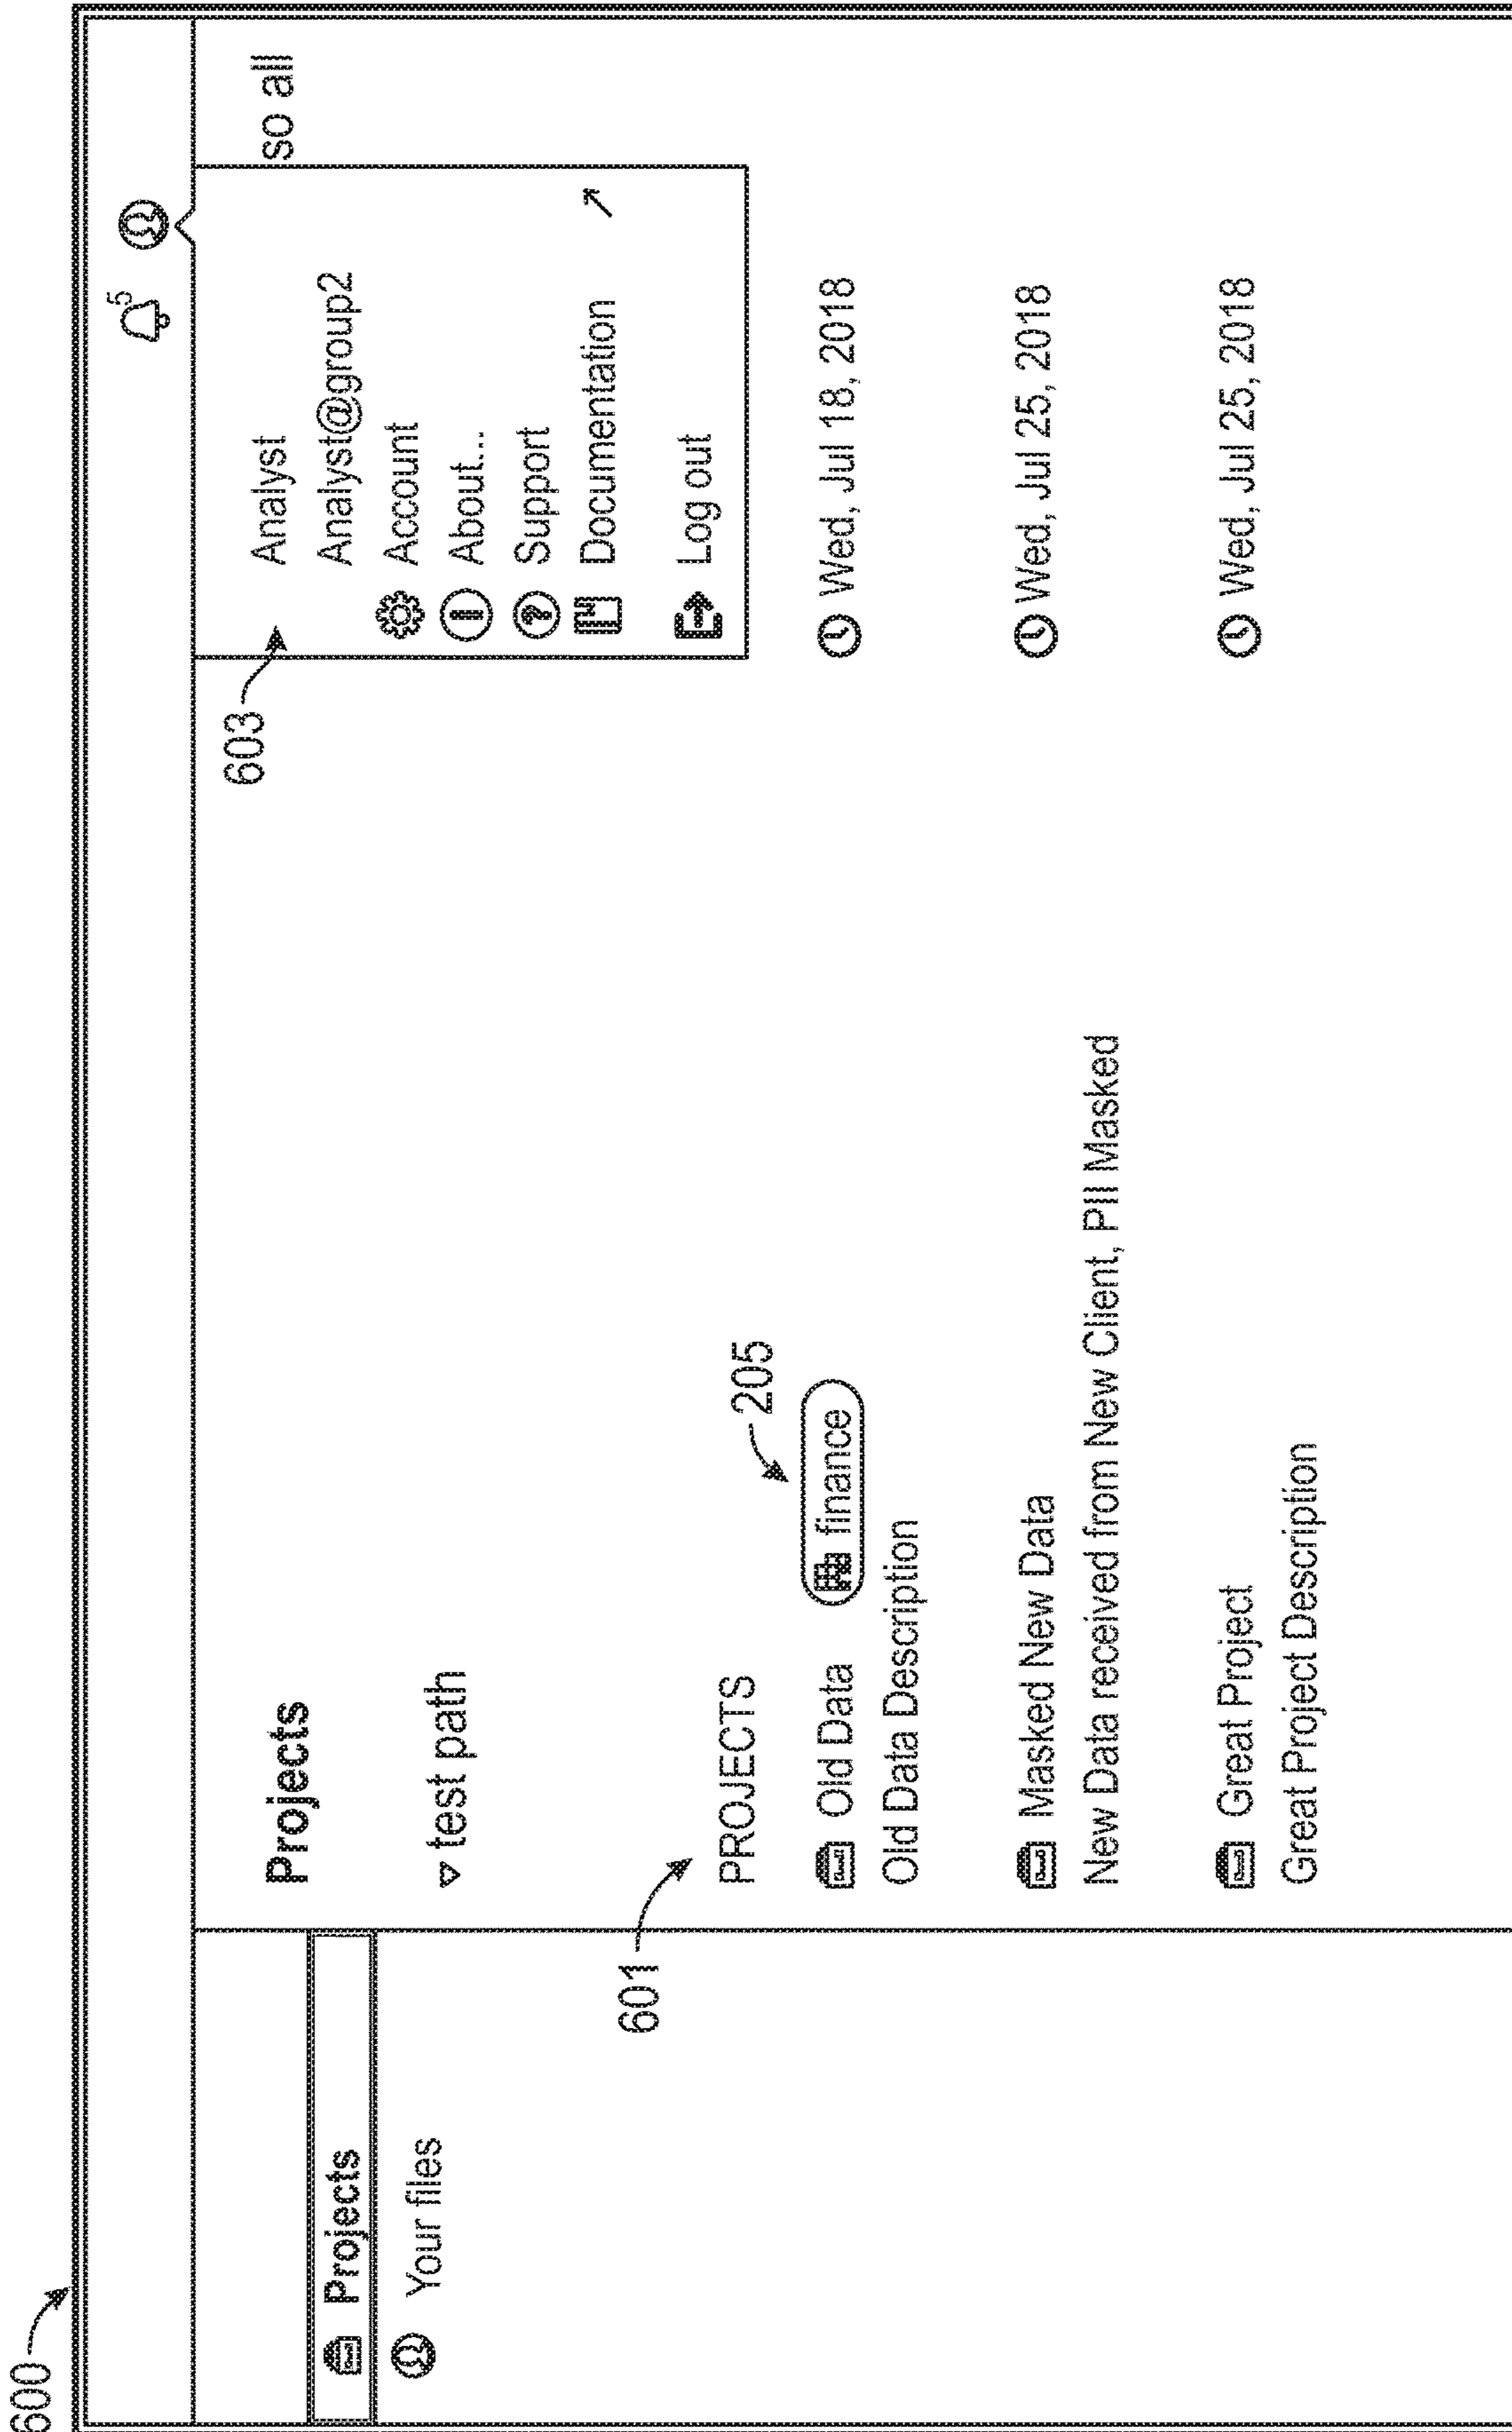 600
5
Projects
Your files
Projects
so all
test path
603
Analyst
Analyst@group2
Account
About...
Support
Documentation
Log out
601
PROJECTS
205
Old Data
finance
Wed, Jul 18, 2018
Old Data Description
Masked New Data
Wed, Jul 25, 2018
New Data received from New Client, PII Masked
Great Project
Wed, Jul 25, 2018
Great Project Description